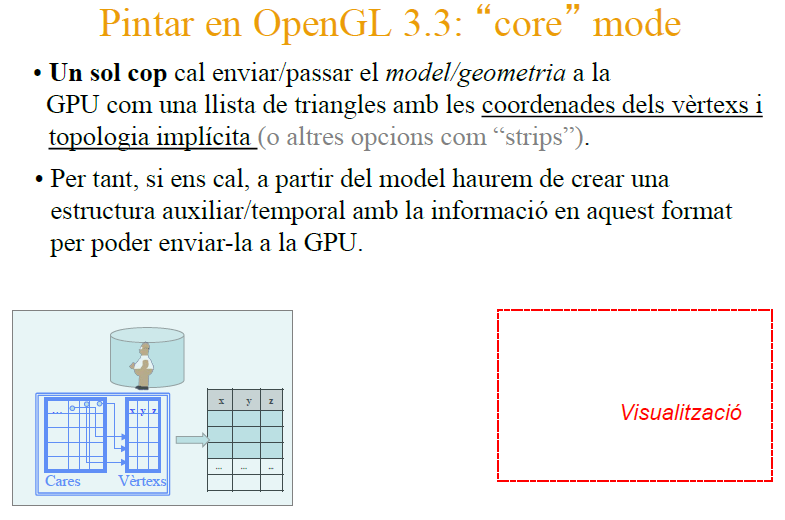 Pintar en OpenGL 3.3: “core” mode
• Un sol cop cal enviar/passar el model/geometria a la
GPU com una llista de triangles amb les coordenades dels vèrtexs i
topologia implícita (o altres opcions com “strips”).
• Per tant, si ens cal, a partir del model haurem de crear una
estructura auxiliar/temporal amb la informació en aquest format
per poder enviar-la a la GPU.
... x y z
x y z
... ... ..
Cares Vèrtexs
Visualització